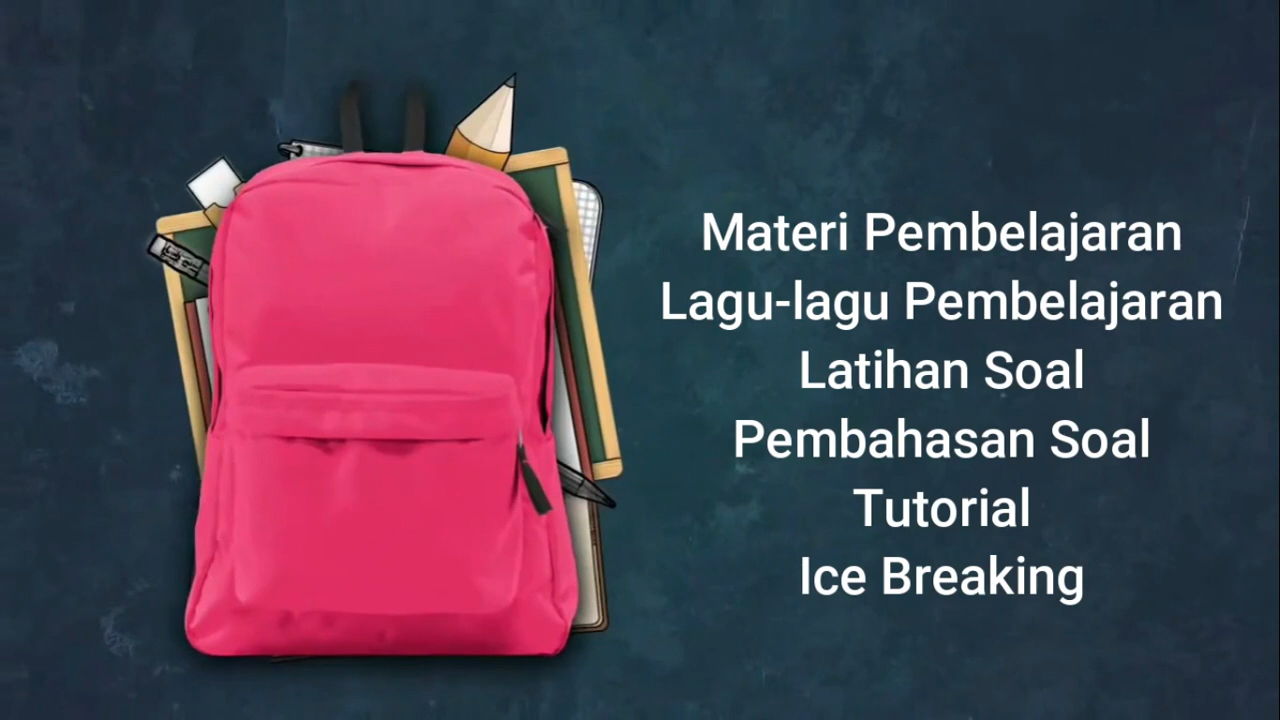 Materi Pembelajaran
Lagu-lagu Pembelajaran
Latihan Soal
Pembahasan Soal
Tutorial
Ice Breaking